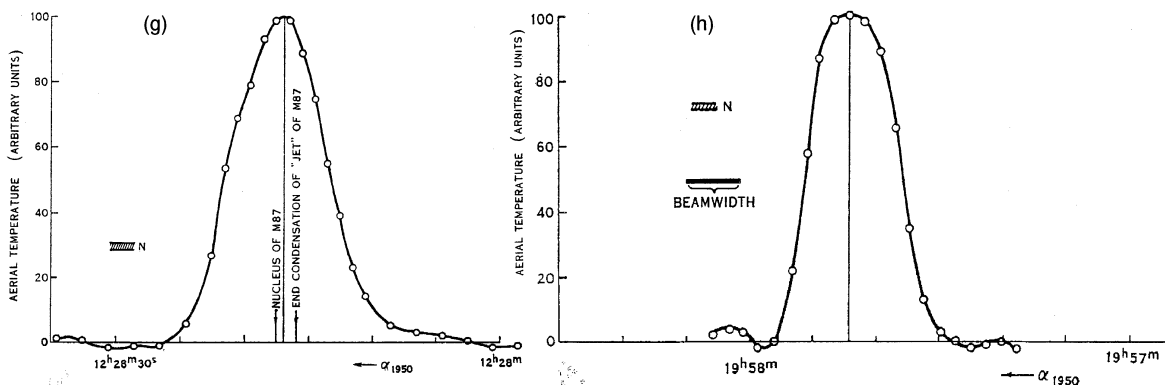 (g)
AERIAL TEMPERATURE (ARBITRARY UNITS)
100
80
60
40
20
0
N
NUCLEUS OF M87
END CONDENSATION OF "JET" OF M87
12ʰ28ᵐ30ˢ
12ʰ28ᵐ
← α₁₉₅₀
(h)
AERIAL TEMPERATURE (ARBITRARY UNITS)
100
80
60
40
20
0
N
BEAMWIDTH
19ʰ58ᵐ
19ʰ57ᵐ
← α₁₉₅₀